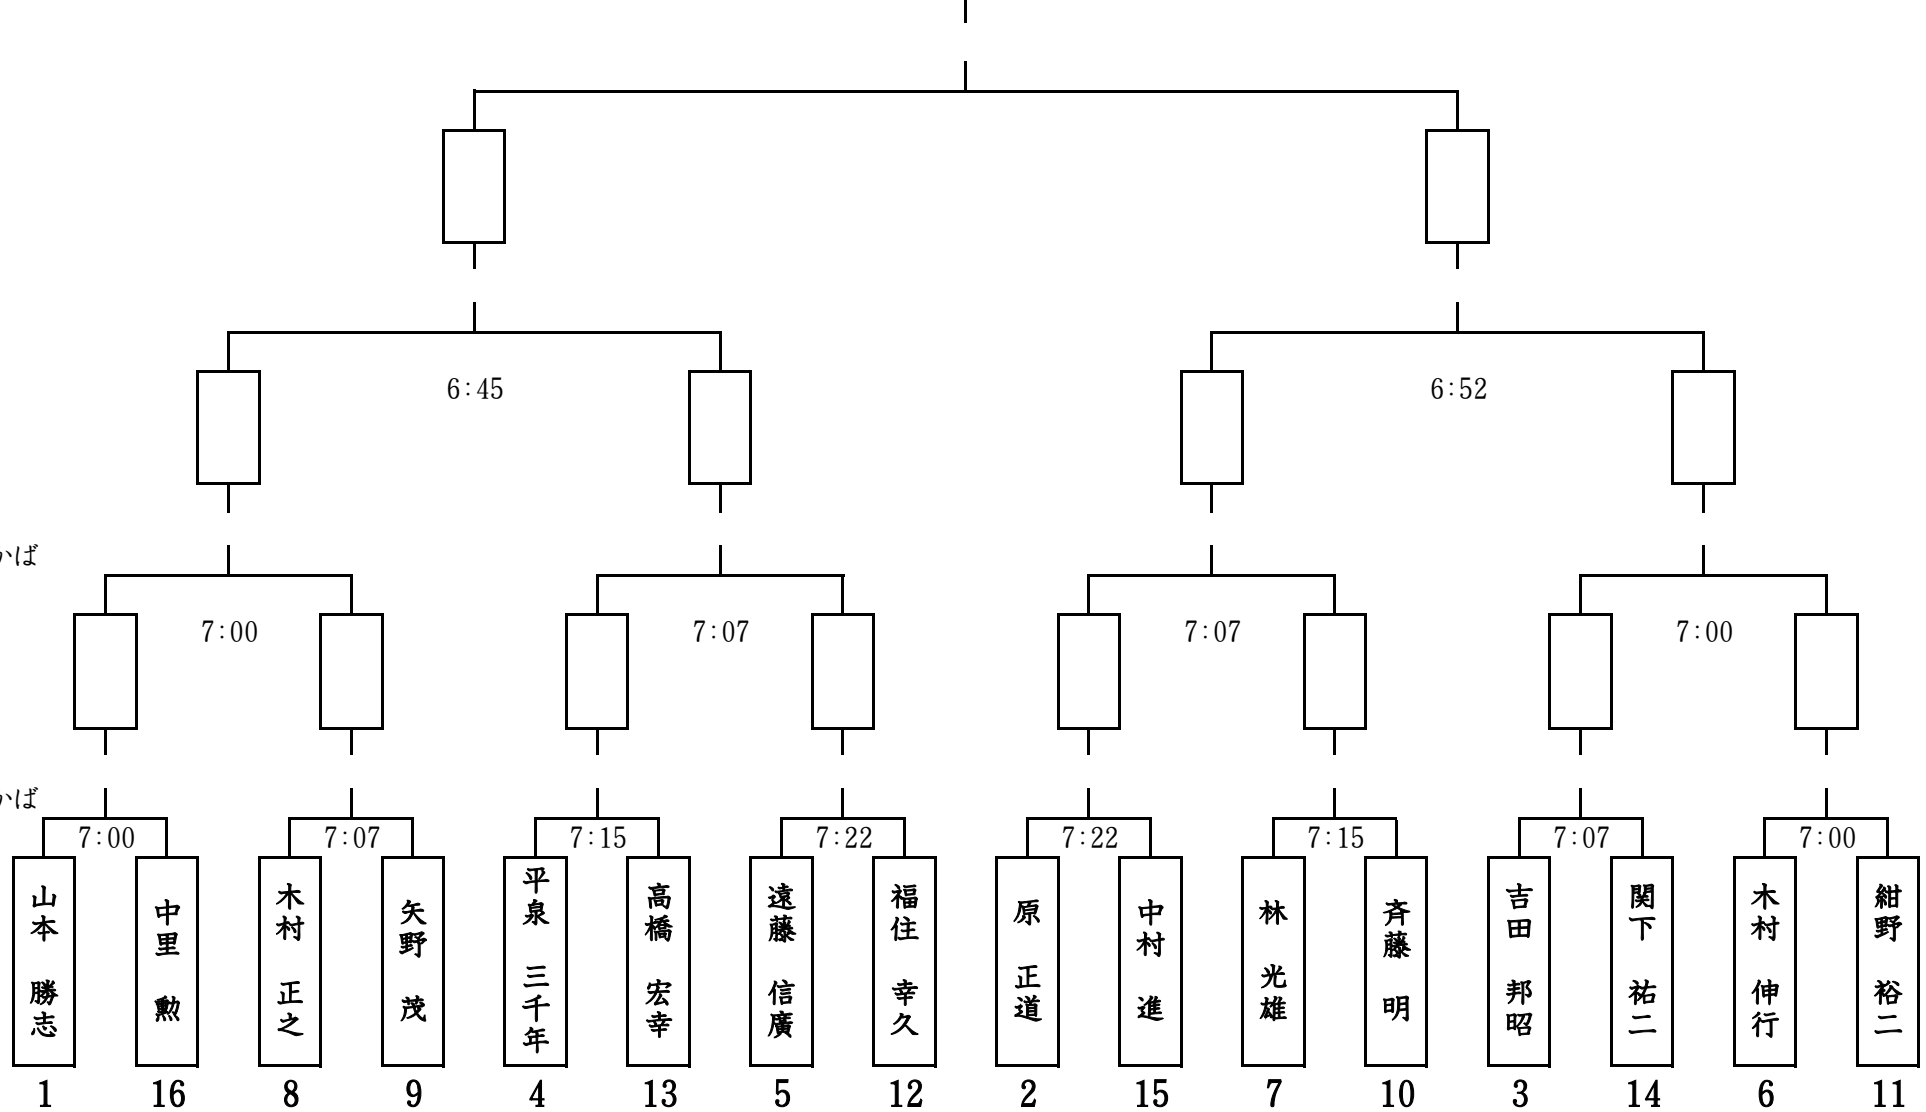 6:45
6:52
かば
7:00
7:07
7:07
7:00
かば
7:00
7:07
7:15
7:22
7:22
7:15
7:07
7:00
山本 勝志
中里 勲
木村 正之
矢野 茂
平泉 三千年
高橋 宏幸
遠藤 信廣
福住 幸久
原 正道
中村 進
林 光雄
斉藤 明
吉田 邦昭
関下 祐二
木村 伸行
紺野 裕二
1
16
8
9
4
13
5
12
2
15
7
10
3
14
6
11